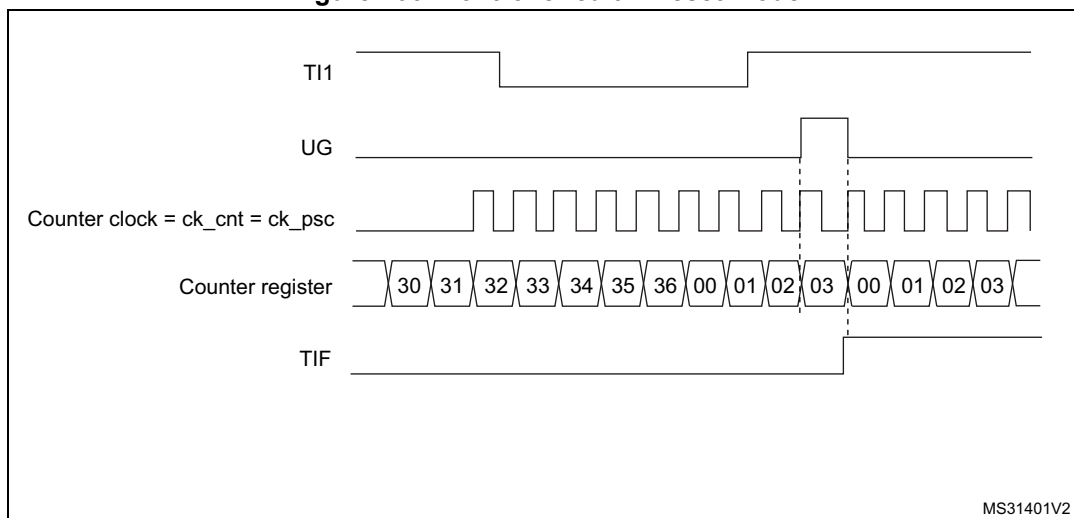 TI1
UG
Counter clock = ck_cnt = ck_psc
Counter register
30 31 32 33 34 35 36 00 01 02 03 00 01 02 03
TIF
MS31401V2